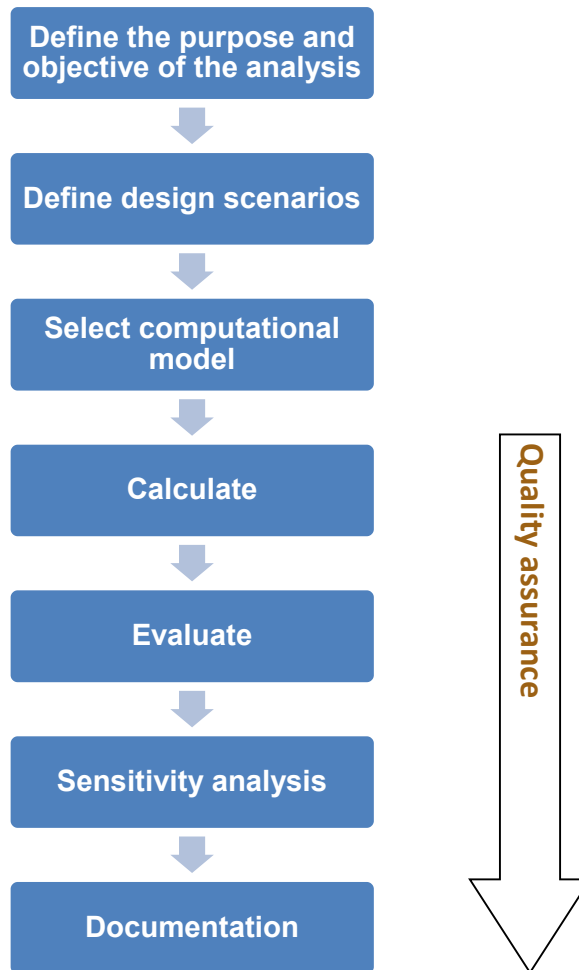 Define the purpose and
objective of the analysis
Define design scenarios
Select computational
model
Calculate
Evaluate
Sensitivity analysis
Documentation
Quality assurance